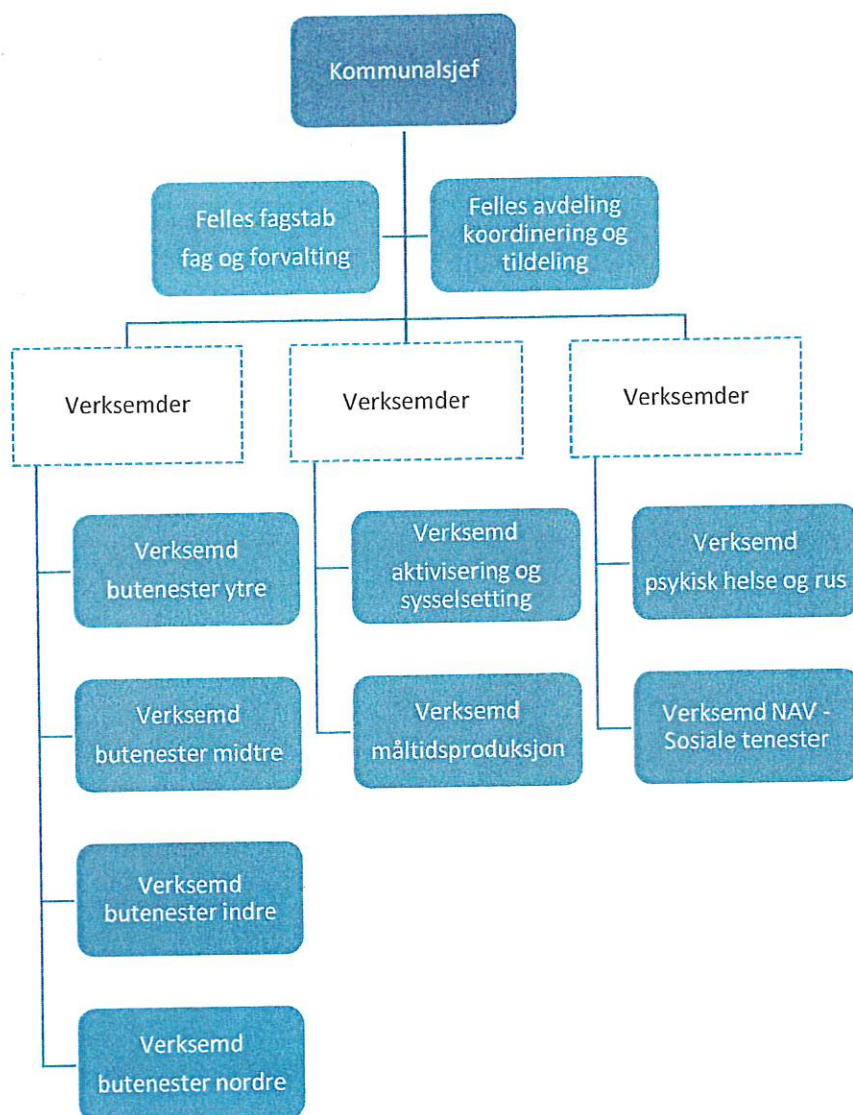 Kommunalsjef
Felles fagstab
fag og forvalting
Felles avdeling
koordinering og
tildeling
Verksemder
Verksemder
Verksemder
Verksemd
butenester ytre
Verksemd
butenester midtre
Verksemd
butenester indre
Verksemd
butenester nordre
Verksemd
aktivisering og
sysselsetting
Verksemd
måltidsproduksjon
Verksemd
psykisk helse og rus
Verksemd NAV -
Sosiale tenester